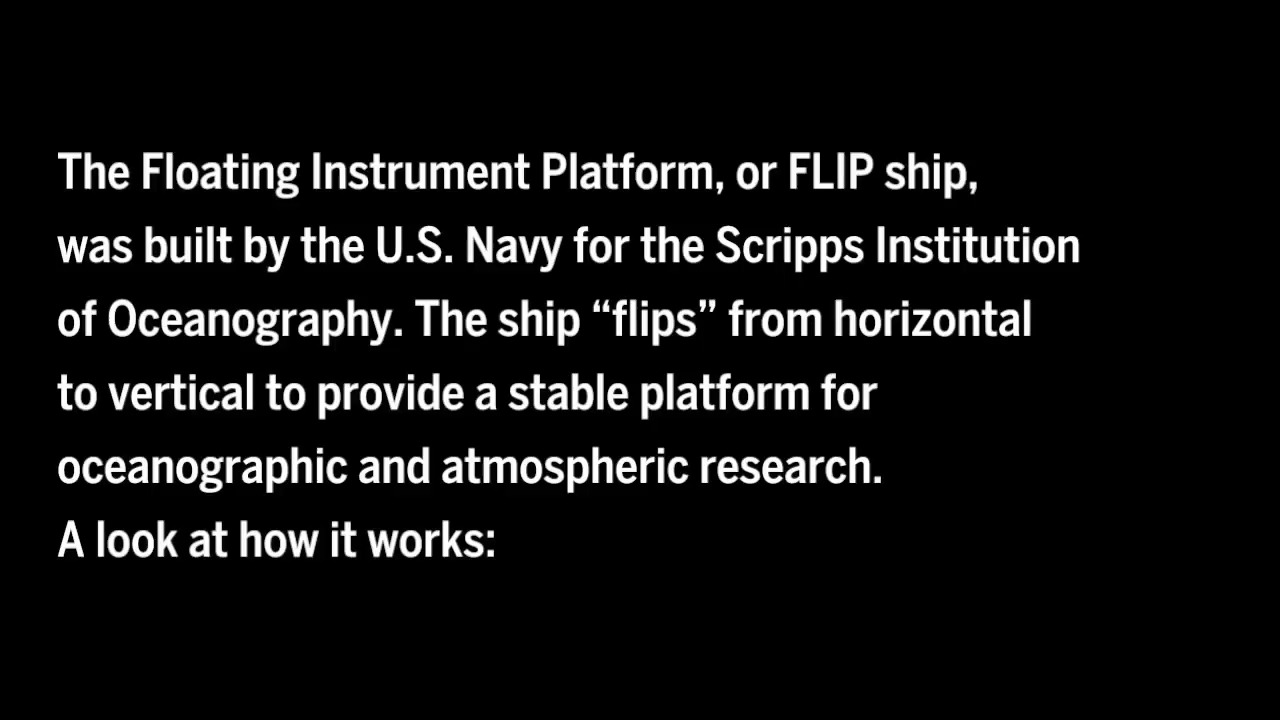 The Floating Instrument Platform, or FLIP ship,
was built by the U.S. Navy for the Scripps Institution
of Oceanography. The ship “flips” from horizontal
to vertical to provide a stable platform for
oceanographic and atmospheric research.
A look at how it works: